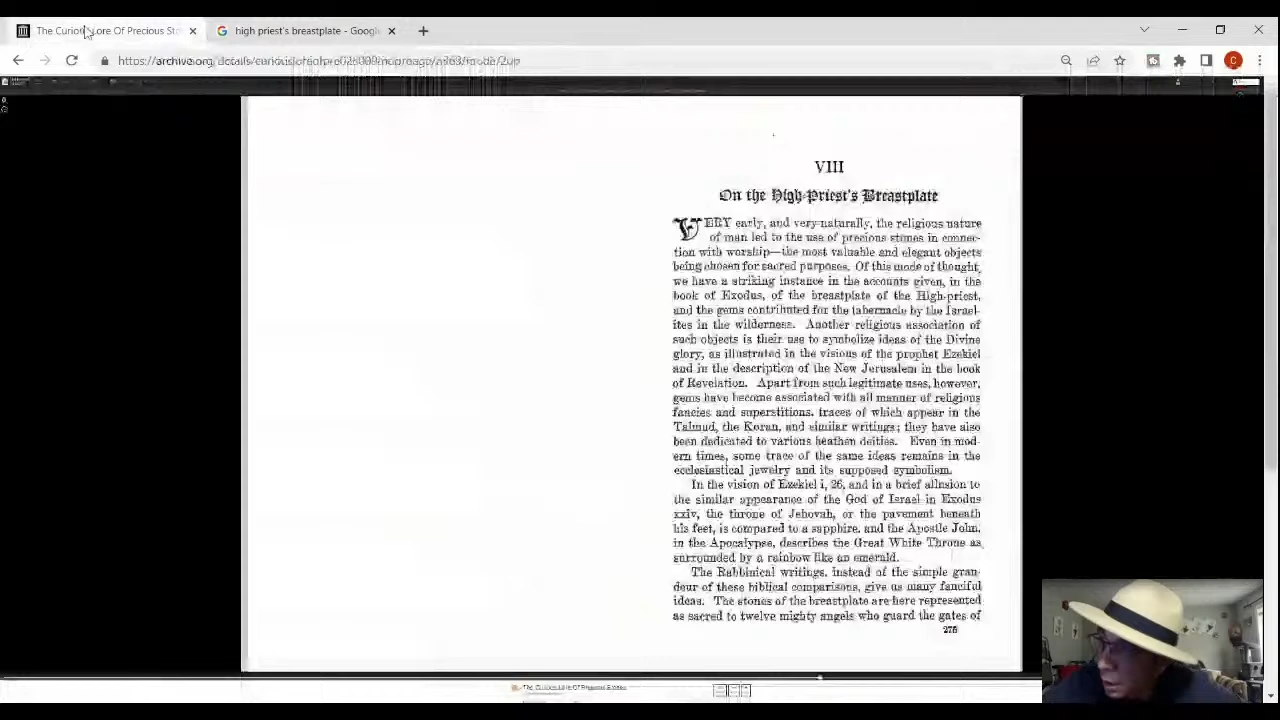 The Curious Lore Of Precious Sto
high priest's breastplate - Google
VIII
On the High-Priest's Breastplate
VERY early, and very naturally, the religious nature
of man led to the use of precious stones in connec-
tion with worship—the most valuable and elegant objects
being chosen for sacred purposes. Of this mode of thought,
we have a striking instance in the accounts given, in the
book of Exodus, of the breastplate of the High-priest,
and the gems contributed for the tabernacle by the Israel-
ites in the wilderness. Another religious association of
such objects is their use to symbolize ideas of the Divine
glory, as illustrated in the visions of the prophet Ezekiel
and in the description of the New Jerusalem in the book
of Revelation. Apart from such legitimate uses, however,
gems have become associated with all manner of religious
fancies and superstitions, traces of which appear in the
Talmud, the Koran, and similar writings; they have also
been dedicated to various heathen deities. Even in mod-
ern times, some trace of the same ideas remains in the
ecclesiastical jewelry and its supposed symbolism.
In the vision of Ezekiel i, 26, and in a brief allusion to
the similar appearance of the God of Israel in Exodus
xxiv, the throne of Jehovah, or the pavement beneath
his feet, is compared to a sapphire, and the Apostle John,
in the Apocalypse, describes the Great White Throne as
surrounded by a rainbow like an emerald.
The Rabbinical writings, instead of the simple gran-
deur of these biblical comparisons, give us many fanciful
ideas. The stones of the breastplate are here represented
as sacred to twelve mighty angels who guard the gates of
275
The Curious Lore Of Precious Stones